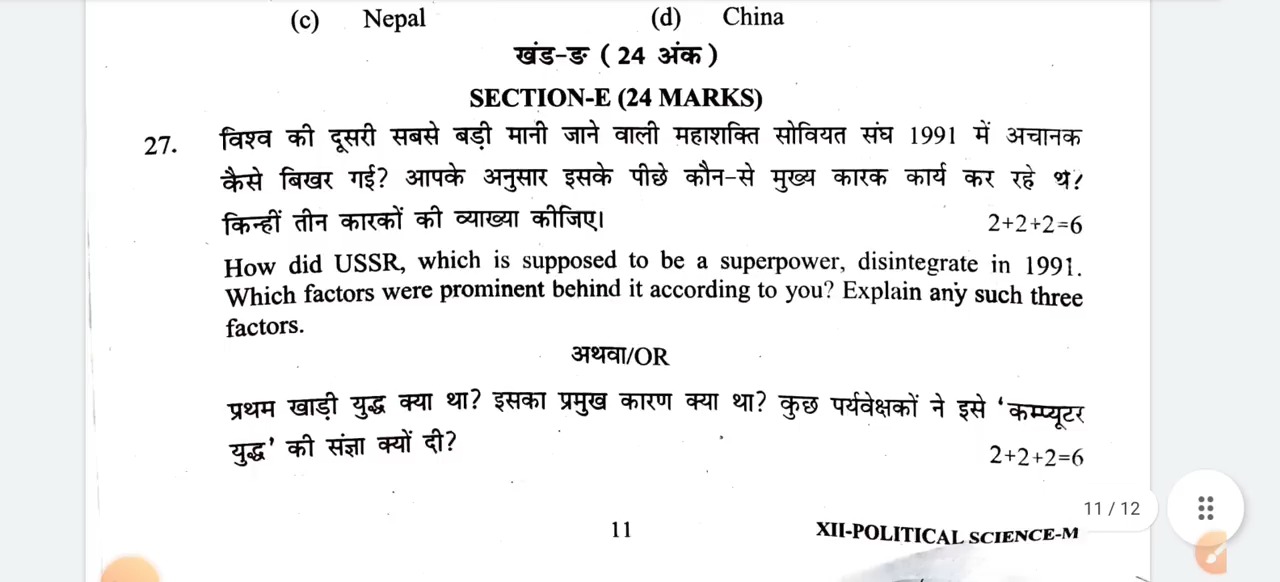 (c) Nepal (d) China
खंड-ङ ( 24 अंक )
SECTION-E (24 MARKS)
27. विश्व की दूसरी सबसे बड़ी मानी जाने वाली महाशक्ति सोवियत संघ 1991 में अचानक
कैसे बिखर गई? आपके अनुसार इसके पीछे कौन-से मुख्य कारक कार्य कर रहे थे?
किन्हीं तीन कारकों की व्याख्या कीजिए। 2+2+2=6
How did USSR, which is supposed to be a superpower, disintegrate in 1991.
Which factors were prominent behind it according to you? Explain any such three
factors.
अथवा/OR
प्रथम खाड़ी युद्ध क्या था? इसका प्रमुख कारण क्या था? कुछ पर्यवेक्षकों ने इसे ‘कम्प्यूटर
युद्ध’ की संज्ञा क्यों दी? 2+2+2=6
11 / 12
11 XII-POLITICAL SCIENCE-M